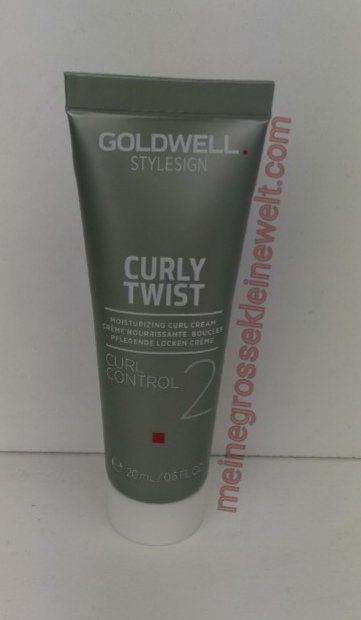 GOLDWELL.
STYLESIGN
CURLY
TWIST
MOISTURIZING CURL CREAM
CRÈME NOURRISSANTE BOUCLES
PFLEGENDE LOCKEN CRÈME
CURL
CONTROL 2
20 mL / 0.6 FL OZ
meinegrossekleinewelt.com